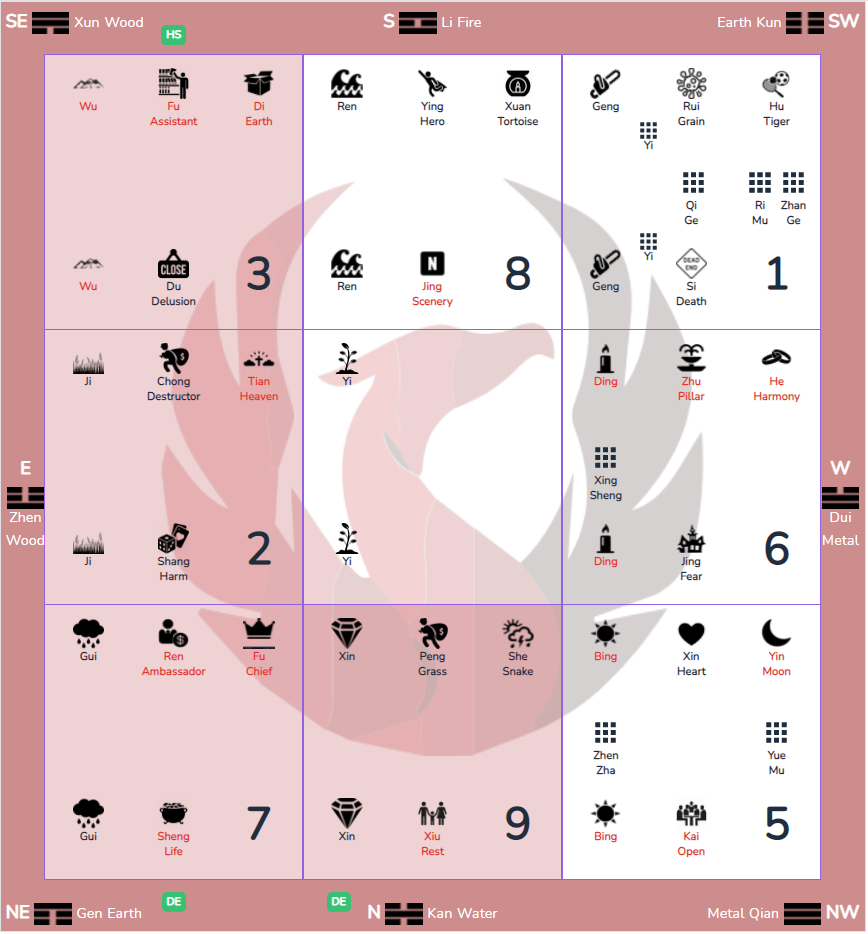 SE Xun Wood
HS
S Li Fire
Earth Kun SW
Wu
Fu
Assistant
Di
Earth
Wu
Du
Delusion
3
CLOSE
Ren
Ying
Hero
A
Xuan
Tortoise
Ren
N
Jing
Scenery
8
Geng
Rui
Grain
Hu
Tiger
Yi
Qi
Ge
Ri
Mu
Zhan
Ge
Yi
Geng
DEAD
END
Si
Death
1
E
Zhen
Wood
Ji
Chong
Destructor
Tian
Heaven
Ji
Shang
Harm
2
Yi
Yi
Ding
Zhu
Pillar
He
Harmony
Xing
Sheng
Ding
Jing
Fear
6
W
Dui
Metal
Gui
Ren
Ambassador
Fu
Chief
Gui
Sheng
Life
7
Xin
Peng
Grass
She
Snake
Xin
Xiu
Rest
9
Bing
Xin
Heart
Yin
Moon
Zhen
Zha
Yue
Mu
Bing
Kai
Open
5
NE Gen Earth
DE
DE
N Kan Water
Metal Qian NW